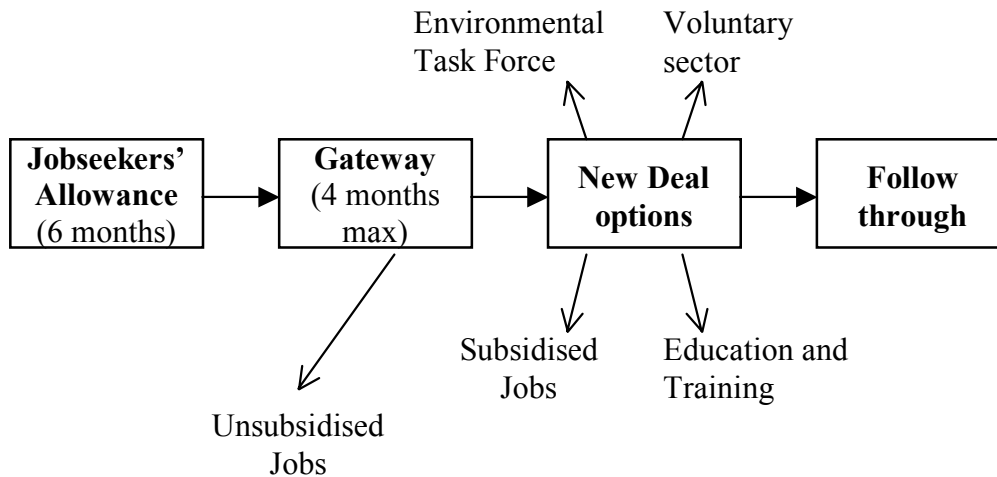 Environmental
Task Force
Voluntary
sector
Jobseekers’
Allowance
(6 months)
Gateway
(4 months
max)
New Deal
options
Follow
through
Subsidised
Jobs
Education and
Training
Unsubsidised
Jobs